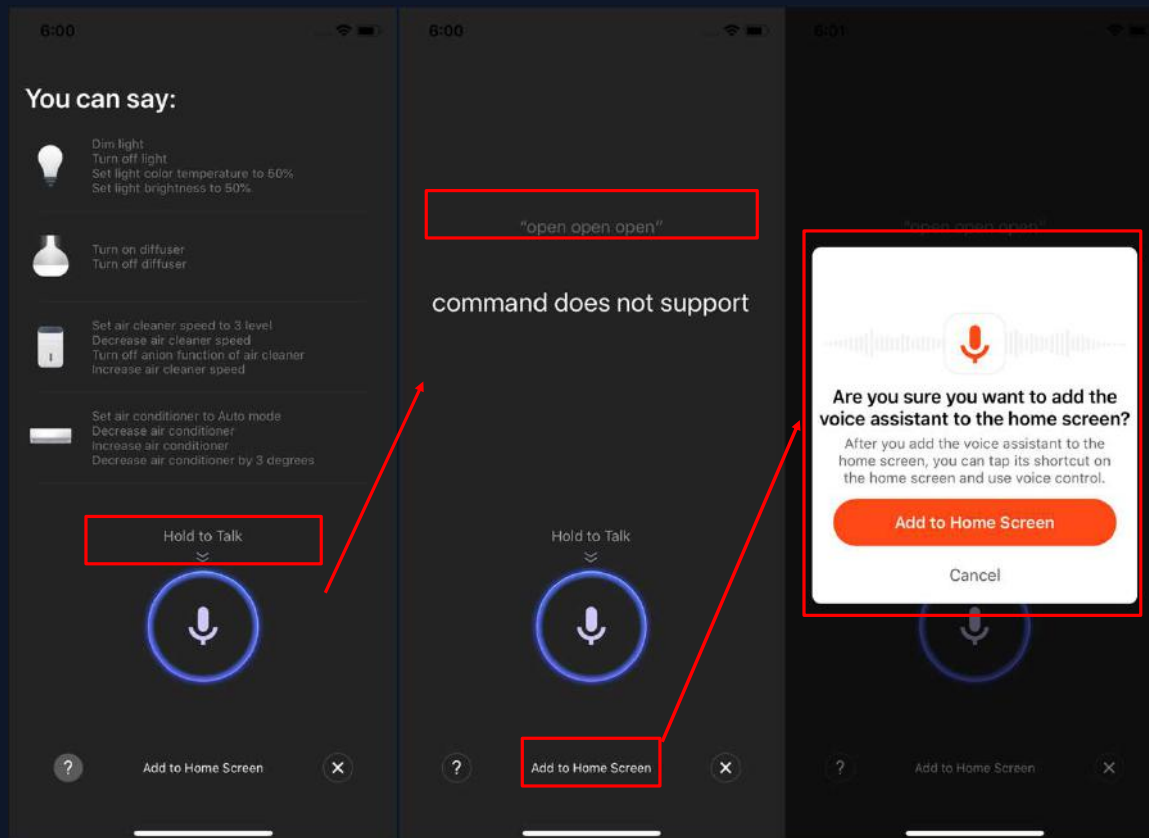 6:00
You can say:
Dim light
Turn off light
Set light color temperature to 50%
Set light brightness to 50%
Turn on diffuser
Turn off diffuser
Set air cleaner speed to 3 level
Decrease air cleaner speed
Turn off anion function of air cleaner
Increase air cleaner speed
Set air conditioner to Auto mode
Decrease air conditioner
Increase air conditioner
Decrease air conditioner by 3 degrees
Hold to Talk
?
Add to Home Screen
6:00
"open open open"
command does not support
Hold to Talk
?
Add to Home Screen
6:01
"open open open"
Are you sure you want to add the
voice assistant to the home screen?
After you add the voice assistant to the
home screen, you can tap its shortcut on
the home screen and use voice control.
Add to Home Screen
Cancel
?
Add to Home Screen